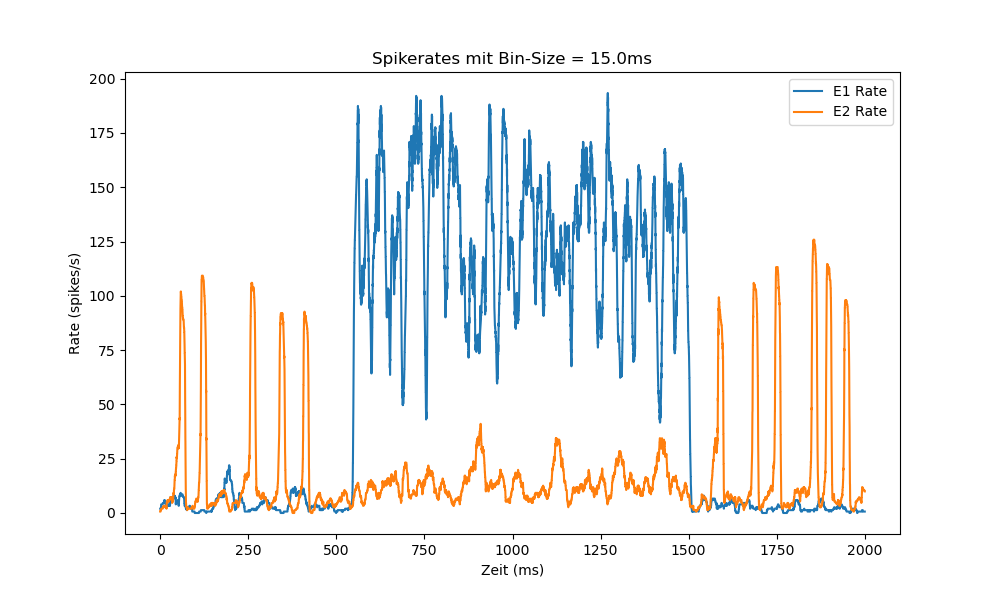 Spikerates mit Bin-Size = 15.0ms
E1 Rate
E2 Rate
Rate (spikes/s)
200
175
150
125
100
75
50
25
0
0 250 500 750 1000 1250 1500 1750 2000
Zeit (ms)